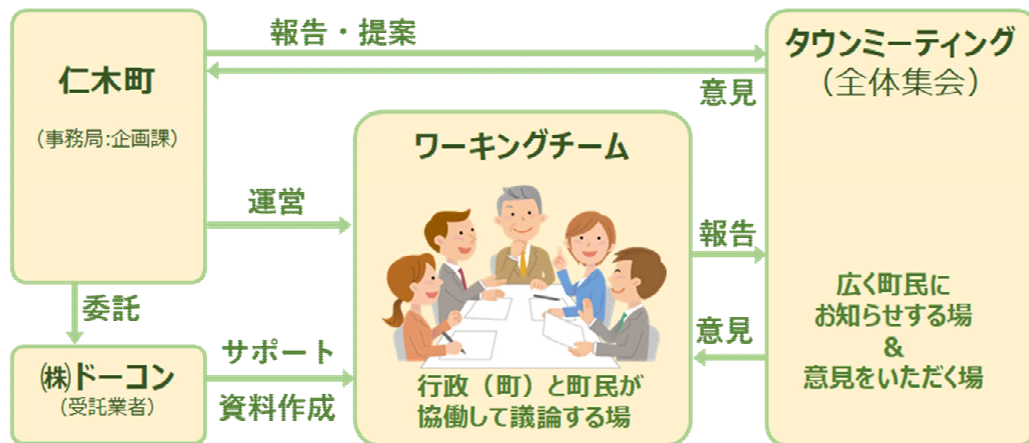 仁木町
(事務局:企画課)
報告・提案
意見
タウンミーティング
(全体集会)
ワーキングチーム
運営
報告
意見
行政(町)と町民が
協働して議論する場
広く町民に
お知らせする場
&
意見をいただく場
委託
㈱ドーコン
(受託業者)
サポート
資料作成